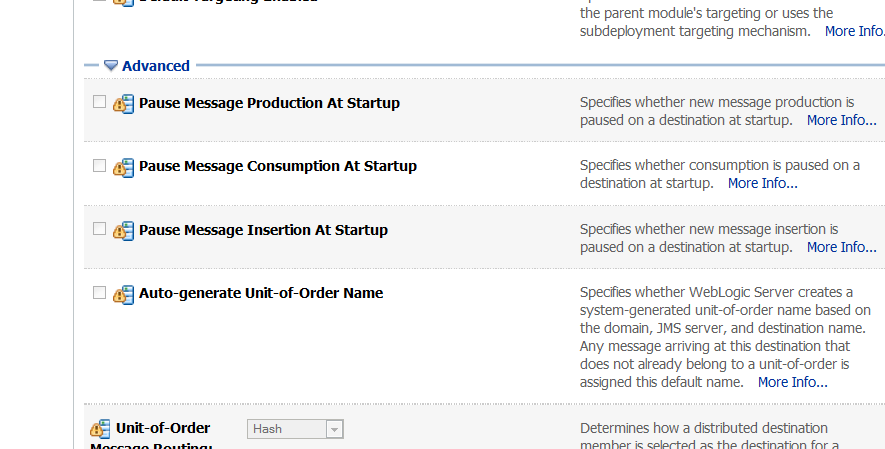 Default Targeting Enabled
the parent module's targeting or uses the
subdeployment targeting mechanism. More Info.
Advanced
Pause Message Production At Startup
Specifies whether new message production is
paused on a destination at startup. More Info...
Pause Message Consumption At Startup
Specifies whether consumption is paused on a
destination at startup. More Info...
Pause Message Insertion At Startup
Specifies whether new message insertion is
paused on a destination at startup. More Info...
Auto-generate Unit-of-Order Name
Specifies whether WebLogic Server creates a
system-generated unit-of-order name based on
the domain, JMS server, and destination name.
Any message arriving at this destination that
does not already belong to a unit-of-order is
assigned this default name. More Info...
Unit-of-Order
Message Routing:
Hash
Determines how a distributed destination
member is selected as the destination for a